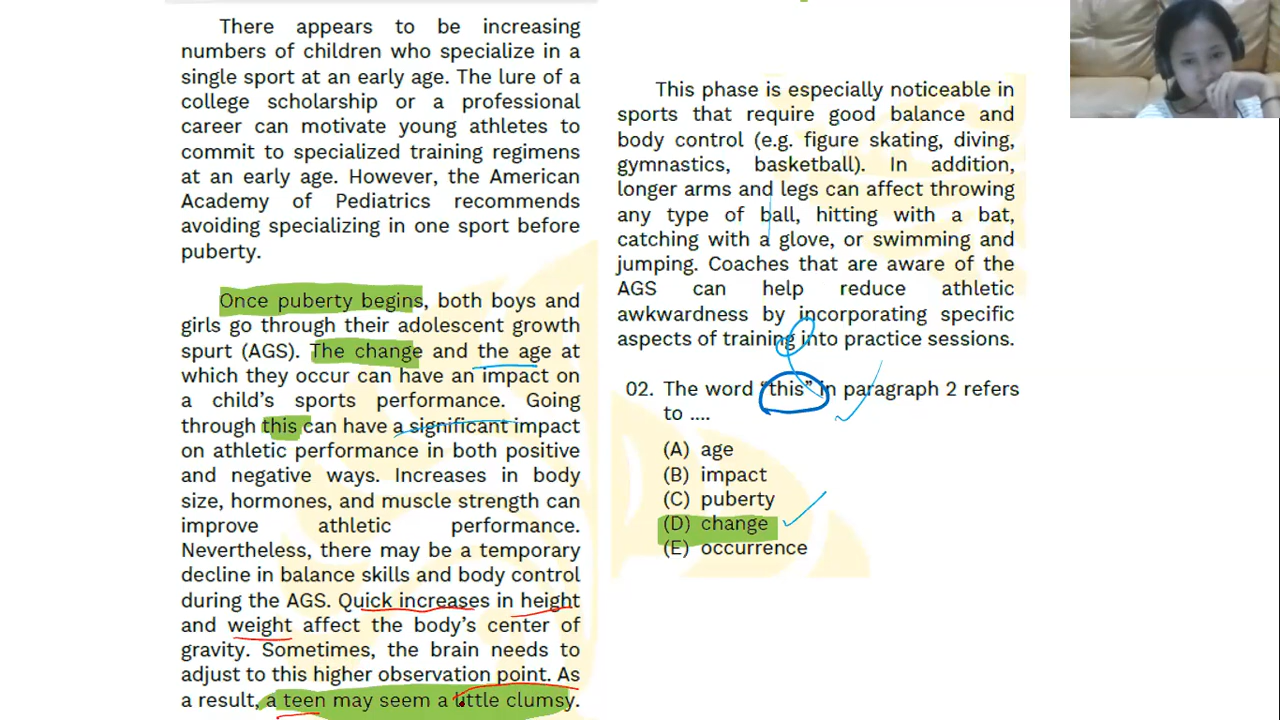 There appears to be increasing
numbers of children who specialize in a
single sport at an early age. The lure of a
college scholarship or a professional
career can motivate young athletes to
commit to specialized training regimens
at an early age. However, the American
Academy of Pediatrics recommends
avoiding specializing in one sport before
puberty.
Once puberty begins, both boys and
girls go through their adolescent growth
spurt (AGS). The change and the age at
which they occur can have an impact on
a child's sports performance. Going
through this can have a significant impact
on athletic performance in both positive
and negative ways. Increases in body
size, hormones, and muscle strength can
improve athletic performance.
Nevertheless, there may be a temporary
decline in balance skills and body control
during the AGS. Quick increases in height
and weight affect the body's center of
gravity. Sometimes, the brain needs to
adjust to this higher observation point. As
a result, a teen may seem a little clumsy.
This phase is especially noticeable in
sports that require good balance and
body control (e.g. figure skating, diving,
gymnastics, basketball). In addition,
longer arms and legs can affect throwing
any type of ball, hitting with a bat,
catching with a glove, or swimming and
jumping. Coaches that are aware of the
AGS can help reduce athletic
awkwardness by incorporating specific
aspects of training into practice sessions.
02. The word "this" in paragraph 2 refers
to ....
(A) age
(B) impact
(C) puberty
(D) change
(E) occurrence